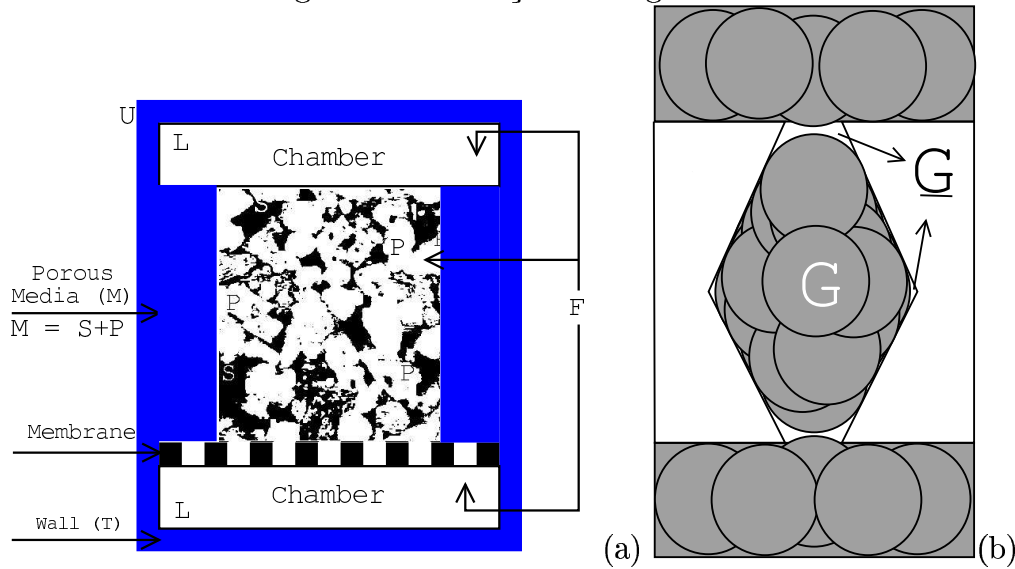 U
L
Chamber
S
P
Porous
Media (M)
M = S+P
P
F
S
P
Membrane
L
Chamber
Wall (T)
(a)
G
G
(b)